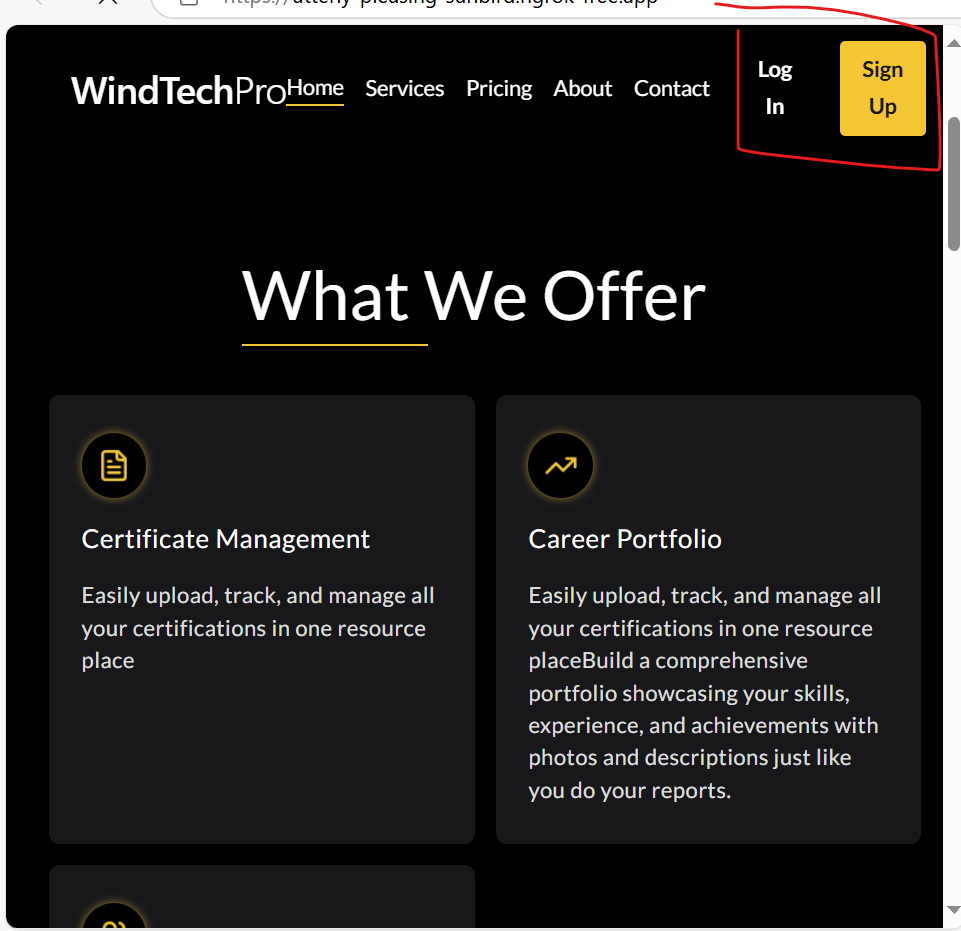 https://utterly-pleasing-sunbird.ngrok-free.app
WindTechPro Home Services Pricing About Contact
Log
In
Sign
Up
What We Offer
Certificate Management
Easily upload, track, and manage all
your certifications in one resource
place
Career Portfolio
Easily upload, track, and manage all
your certifications in one resource
placeBuild a comprehensive
portfolio showcasing your skills,
experience, and achievements with
photos and descriptions just like
you do your reports.